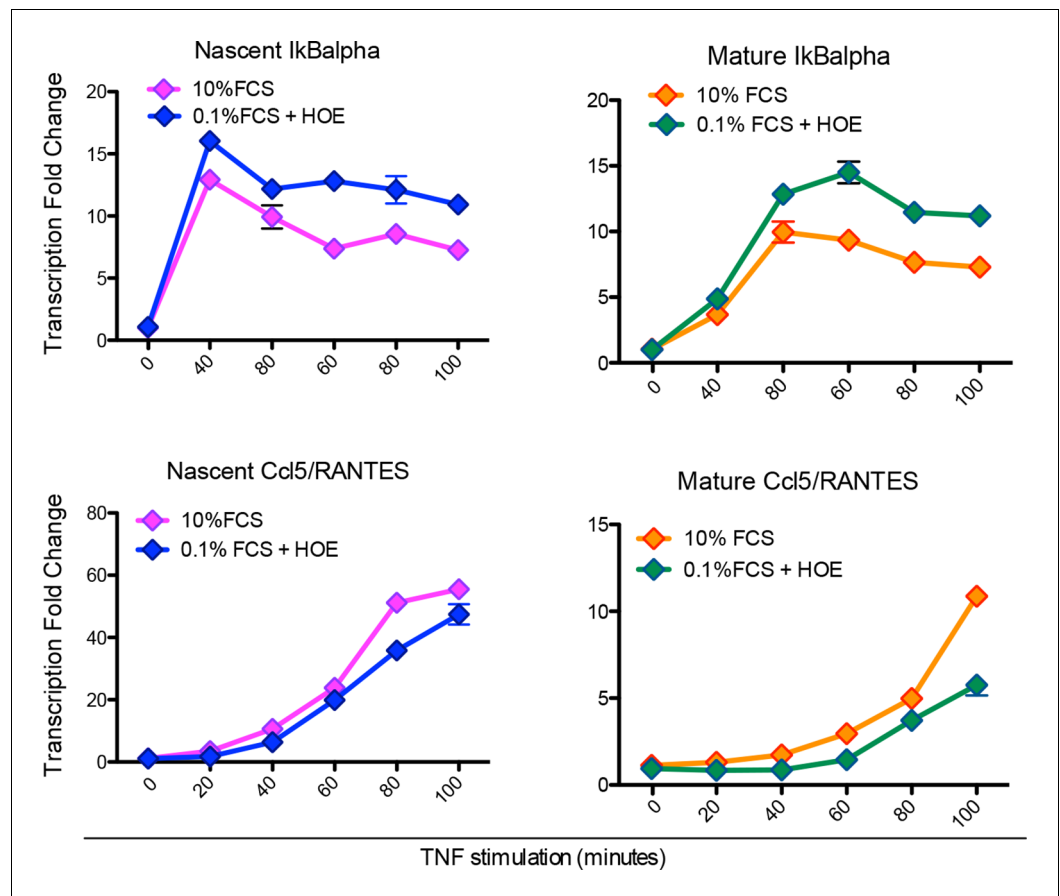 Nascent IkBalpha
10%FCS
0.1%FCS + HOE
Transcription Fold Change
20
15
10
5
0
0
40
80
60
80
100
Mature IkBalpha
10% FCS
0.1% FCS + HOE
20
15
10
5
0
0
40
80
60
80
100
Nascent Ccl5/RANTES
10%FCS
0.1% FCS + HOE
Transcription Fold Change
80
60
40
20
0
0
20
40
60
80
100
Mature Ccl5/RANTES
10% FCS
0.1%FCS + HOE
15
10
5
0
0
20
40
60
80
100
TNF stimulation (minutes)